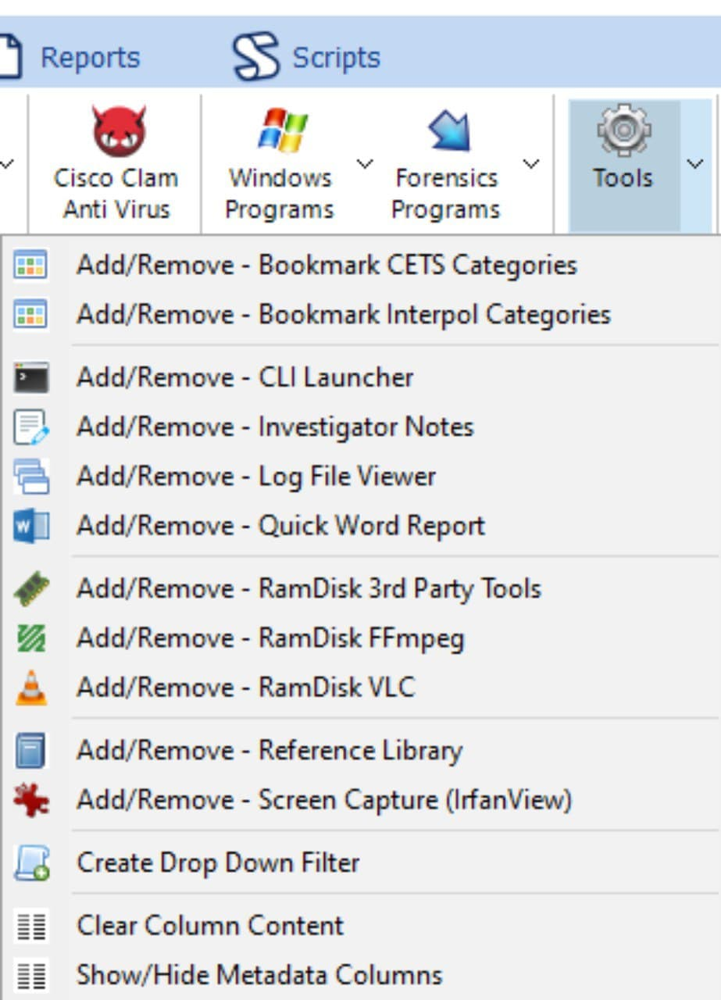 Reports
Scripts
Cisco Clam
Anti Virus
Windows
Programs
Forensics
Programs
Tools
Add/Remove - Bookmark CETS Categories
Add/Remove - Bookmark Interpol Categories
Add/Remove - CLI Launcher
Add/Remove - Investigator Notes
Add/Remove - Log File Viewer
Add/Remove - Quick Word Report
Add/Remove - RamDisk 3rd Party Tools
Add/Remove - RamDisk FFmpeg
Add/Remove - RamDisk VLC
Add/Remove - Reference Library
Add/Remove - Screen Capture (IrfanView)
Create Drop Down Filter
Clear Column Content
Show/Hide Metadata Columns